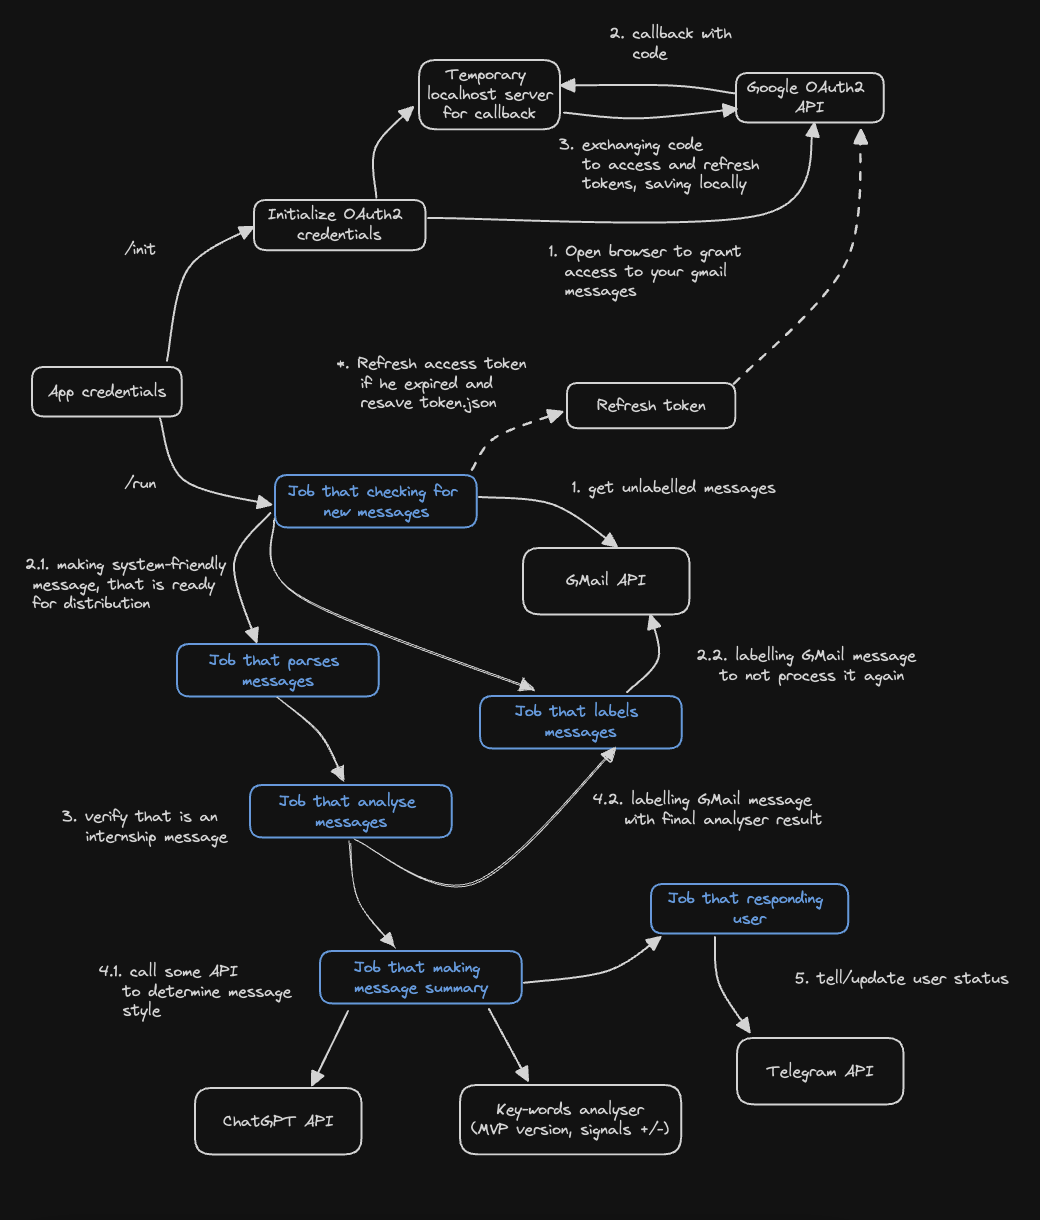 2. callback with
code
Temporary
localhost server
for callback
Google OAuth2
API
3. exchanging code
to access and refresh
tokens, saving locally
Initialize OAuth2
credentials
/init
1. Open browser to grant
access to your gmail
messages
*. Refresh access token
if he expired and
resave token.json
App credentials
Refresh token
/run
Job that checking for
new messages
1. get unlabelled messages
2.1. making system-friendly
message, that is ready
for distribution
GMail API
Job that parses
messages
2.2. labelling GMail message
to not process it again
Job that labels
messages
Job that analyse
messages
3. verify that is an
internship message
4.2. labelling GMail message
with final analyser result
Job that responding
user
4.1. call some API
to determine message
style
Job that making
message summary
5. tell/update user status
Telegram API
ChatGPT API
Key-words analyser
(MVP version, signals +/-)